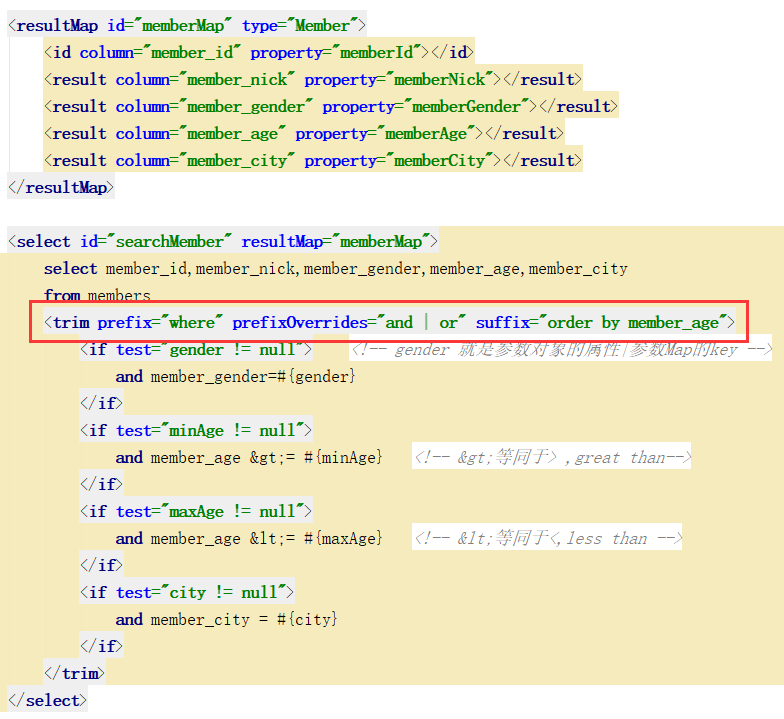 <resultMap id="memberMap" type="Member">
<id column="member_id" property="memberId"></id>
<result column="member_nick" property="memberNick"></result>
<result column="member_gender" property="memberGender"></result>
<result column="member_age" property="memberAge"></result>
<result column="member_city" property="memberCity"></result>
</resultMap>
<select id="searchMember" resultMap="memberMap">
select member_id,member_nick,member_gender,member_age,member_city
from members
<trim prefix="where" prefixOverrides="and | or" suffix="order by member_age">
<if test="gender != null"> <!-- gender 就是参数对象的属性|参数Map的key -->
and member_gender=#{gender}
</if>
<if test="minAge != null">
and member_age &gt;= #{minAge} <!-- &gt;等同于> ,great than-->
</if>
<if test="maxAge != null">
and member_age &lt;= #{maxAge} <!-- &lt;等同于<,less than -->
</if>
<if test="city != null">
and member_city = #{city}
</if>
</trim>
</select>